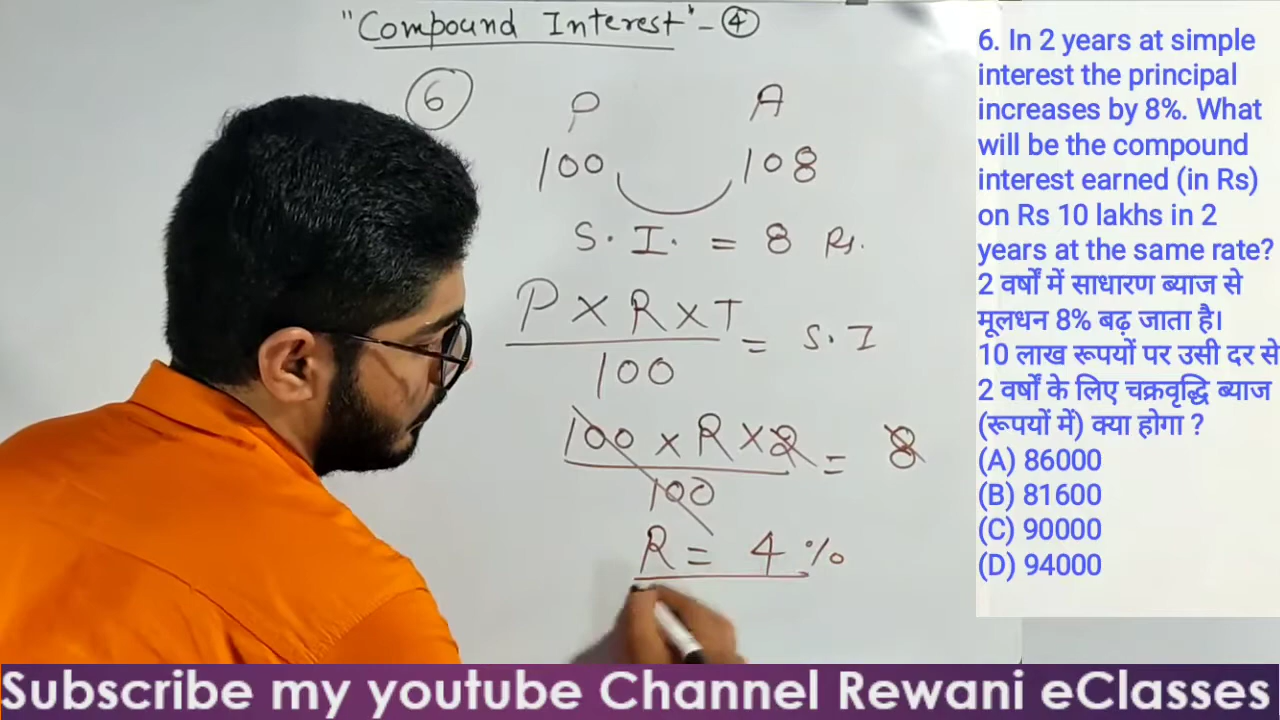 "Compound Interest" - ④
⑥ P A
100 108
S. I. = 8 Rs.
P × R × T
100
= S. I
100 × R × 2 = 8
100
R = 4 %
6. In 2 years at simple
interest the principal
increases by 8%. What
will be the compound
interest earned (in Rs)
on Rs 10 lakhs in 2
years at the same rate?
2 वर्षों में साधारण ब्याज से
मूलधन 8% बढ़ जाता है।
10 लाख रूपयों पर उसी दर से
2 वर्षों के लिए चक्रवृद्धि ब्याज
(रूपयों में) क्या होगा ?
(A) 86000
(B) 81600
(C) 90000
(D) 94000
Subscribe my youtube Channel Rewani eClasses